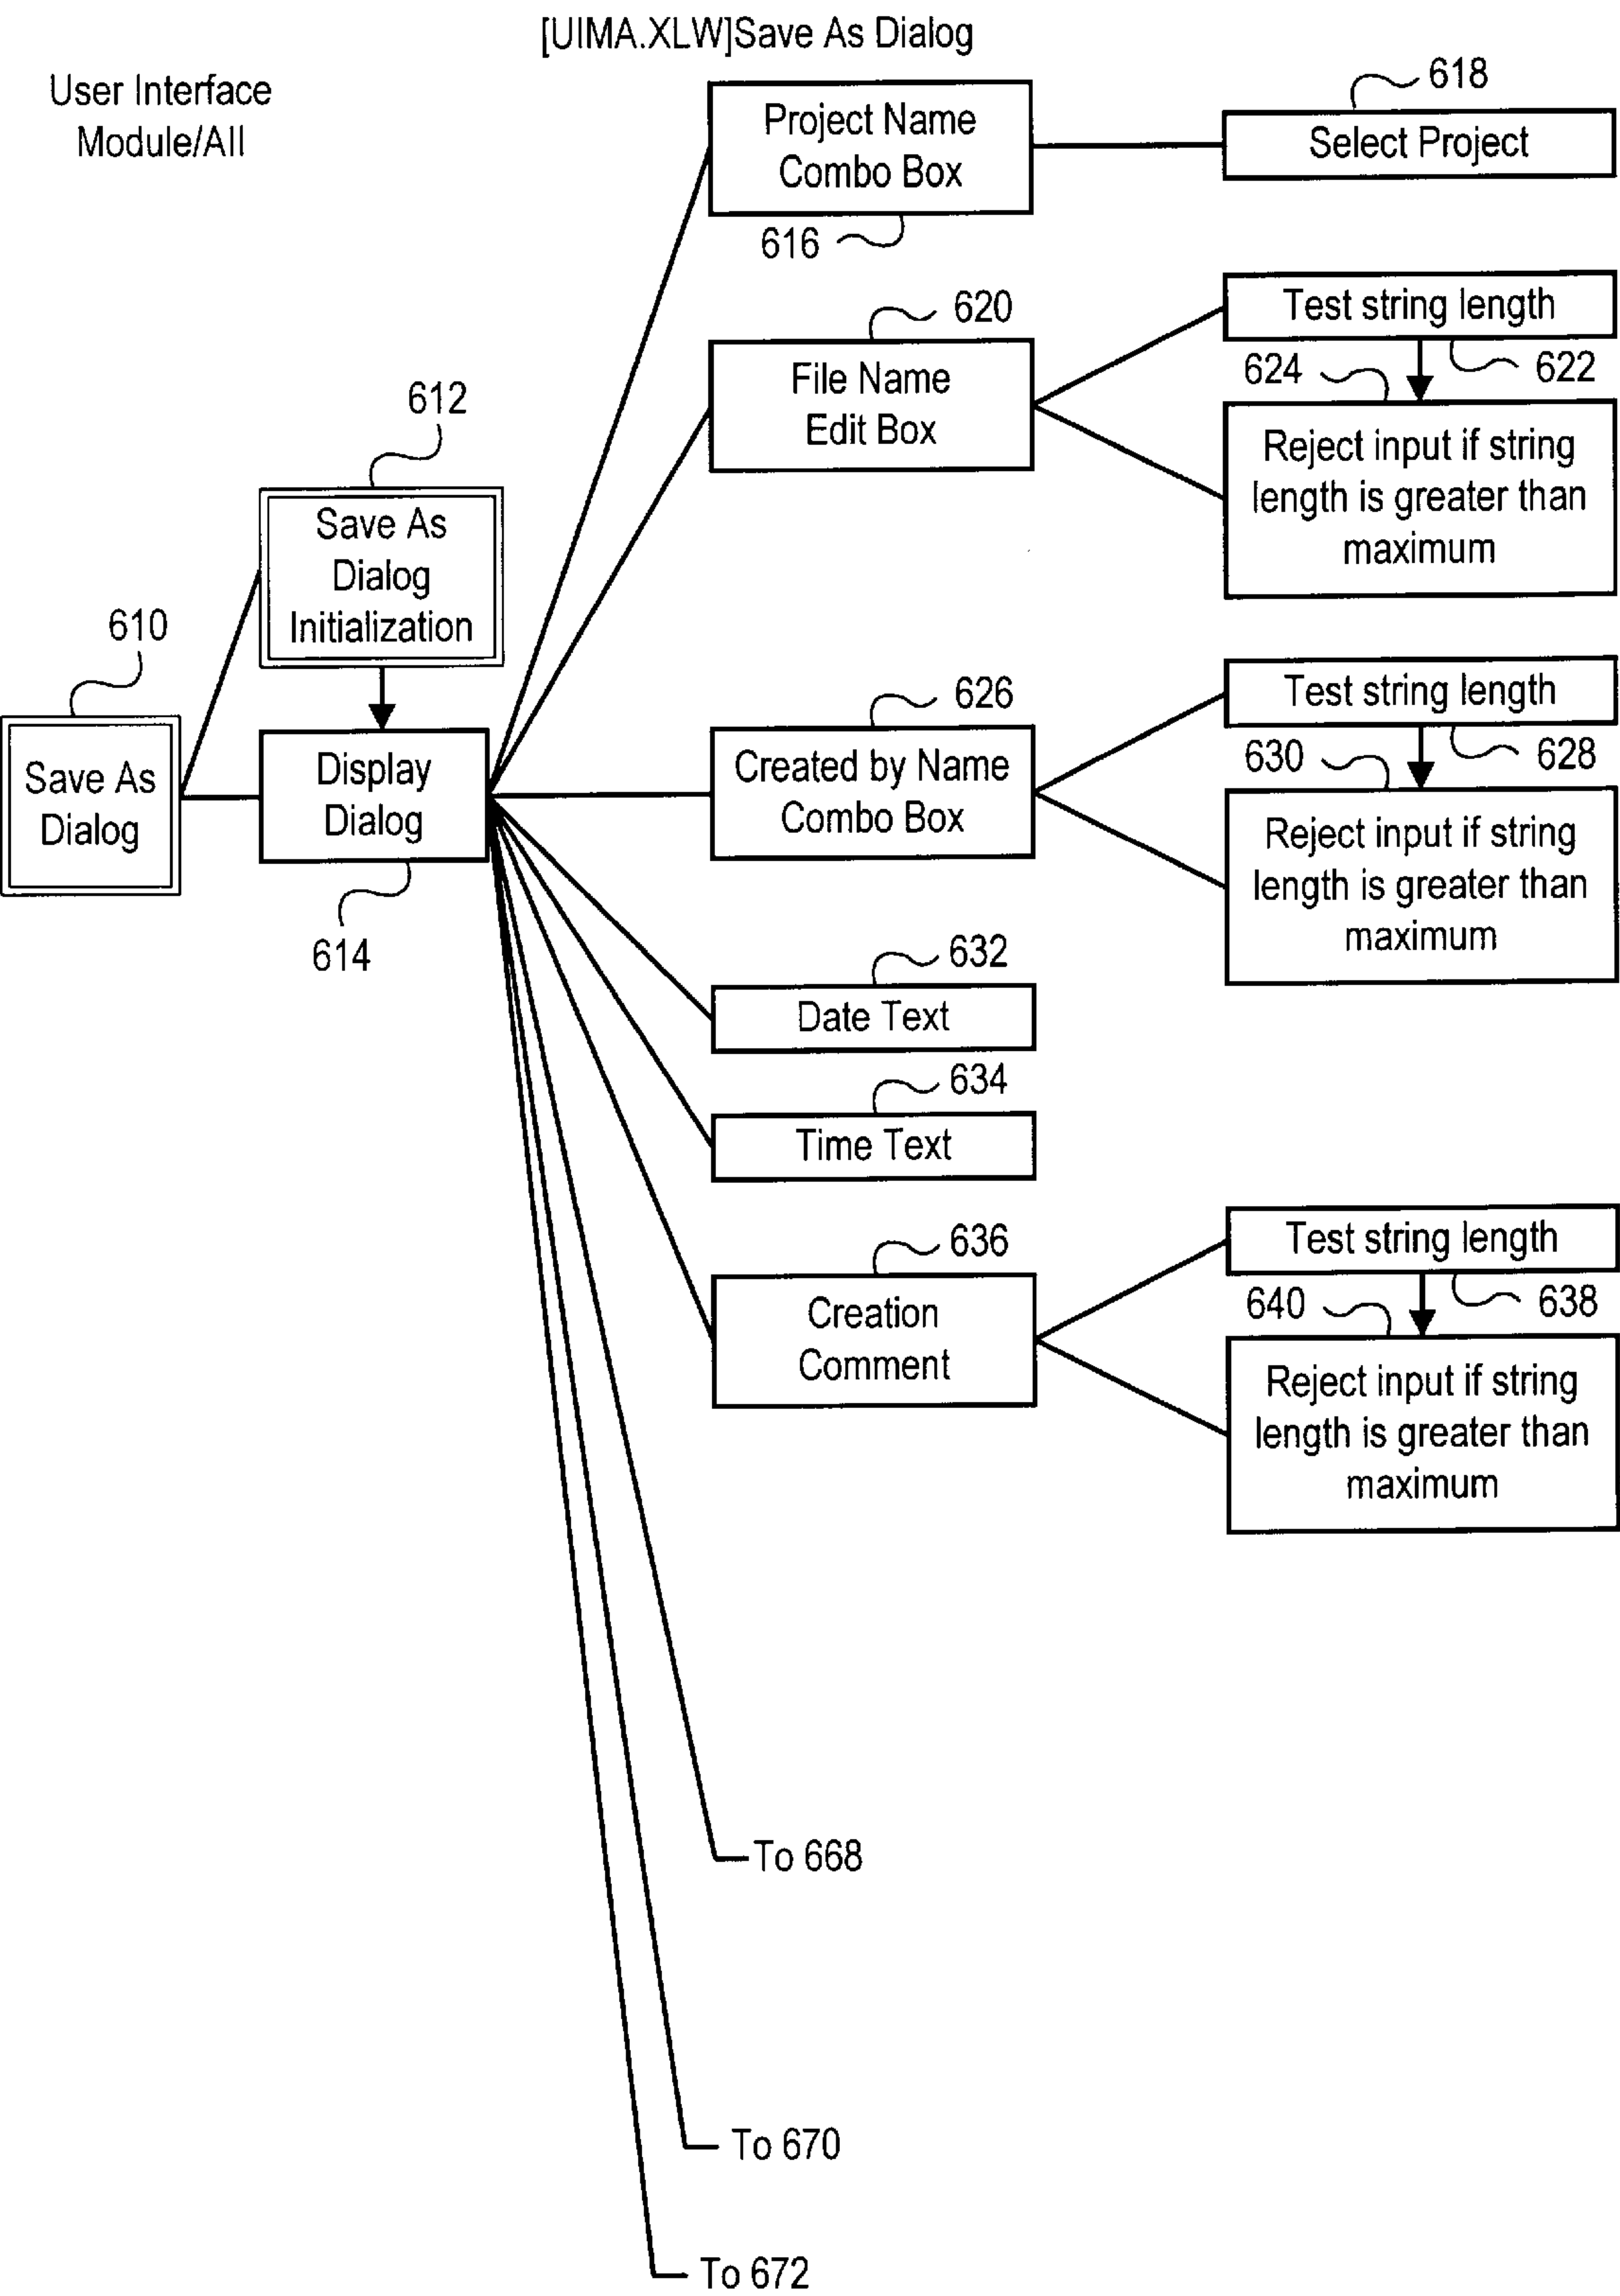 [UIMA.XLW]Save As Dialog
User Interface
Module/All
618
Project Name
Combo Box
Select Project
616
620
Test string length
File Name
Edit Box
624
622
Reject input if string
length is greater than
maximum
612
Save As
Dialog
Initialization
610
Save As
Dialog
Display
Dialog
614
626
Created by Name
Combo Box
Test string length
630
628
Reject input if string
length is greater than
maximum
632
Date Text
634
Time Text
636
Creation
Comment
Test string length
640
638
Reject input if string
length is greater than
maximum
To 668
To 670
To 672